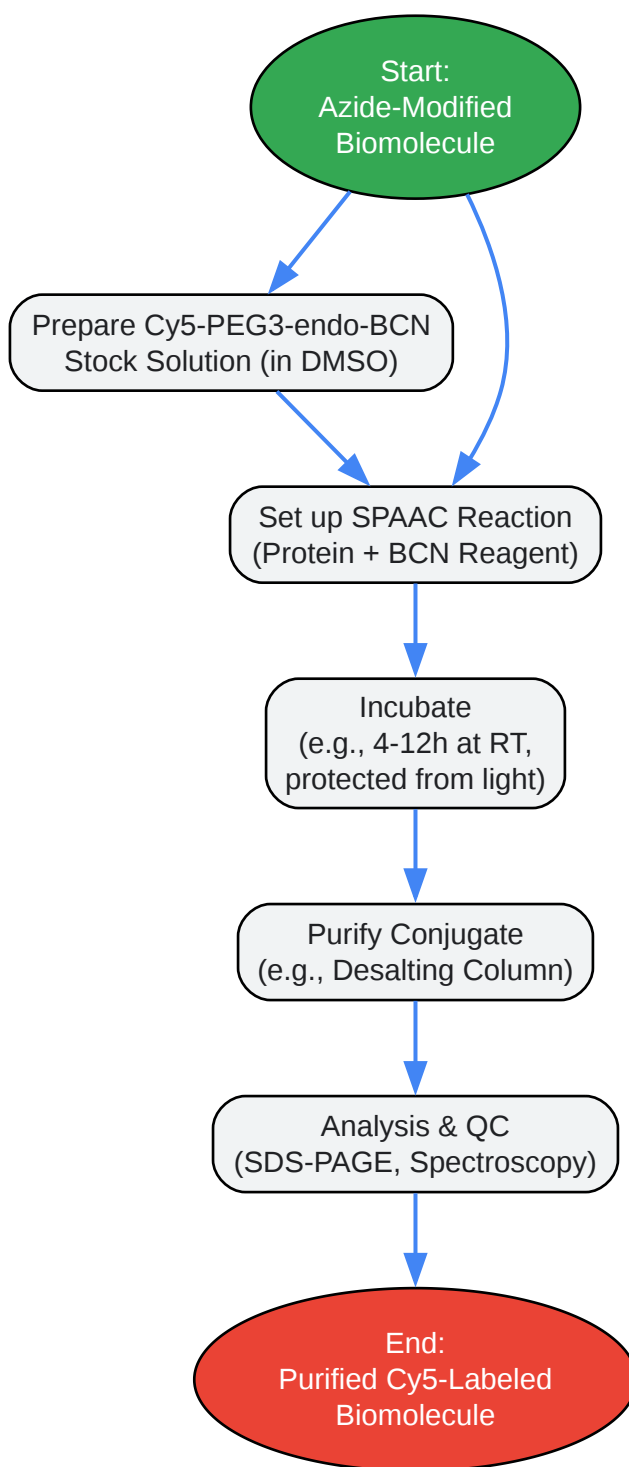 Start:
Azide-Modified
Biomolecule
Prepare Cy5-PEG3-endo-BCN
Stock Solution (in DMSO)
Set up SPAAC Reaction
(Protein + BCN Reagent)
Incubate
(e.g., 4-12h at RT,
protected from light)
Purify Conjugate
(e.g., Desalting Column)
Analysis & QC
(SDS-PAGE, Spectroscopy)
End:
Purified Cy5-Labeled
Biomolecule